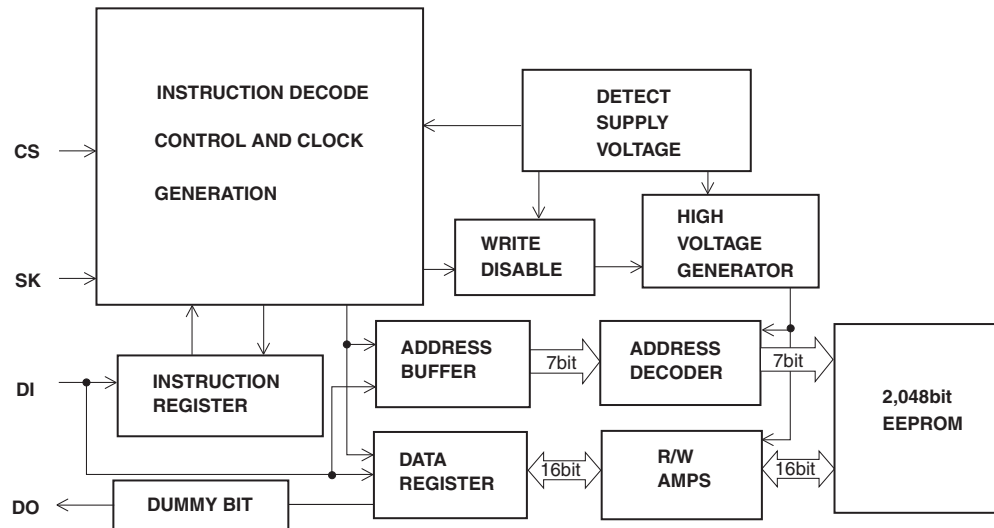 INSTRUCTION DECODE
CONTROL AND CLOCK
GENERATION
DETECT
SUPPLY
VOLTAGE
CS
SK
WRITE
DISABLE
HIGH
VOLTAGE
GENERATOR
DI
INSTRUCTION
REGISTER
ADDRESS
BUFFER
7bit
ADDRESS
DECODER
7bit
2,048bit
EEPROM
DATA
REGISTER
16bit
R/W
AMPS
16bit
DO
DUMMY BIT